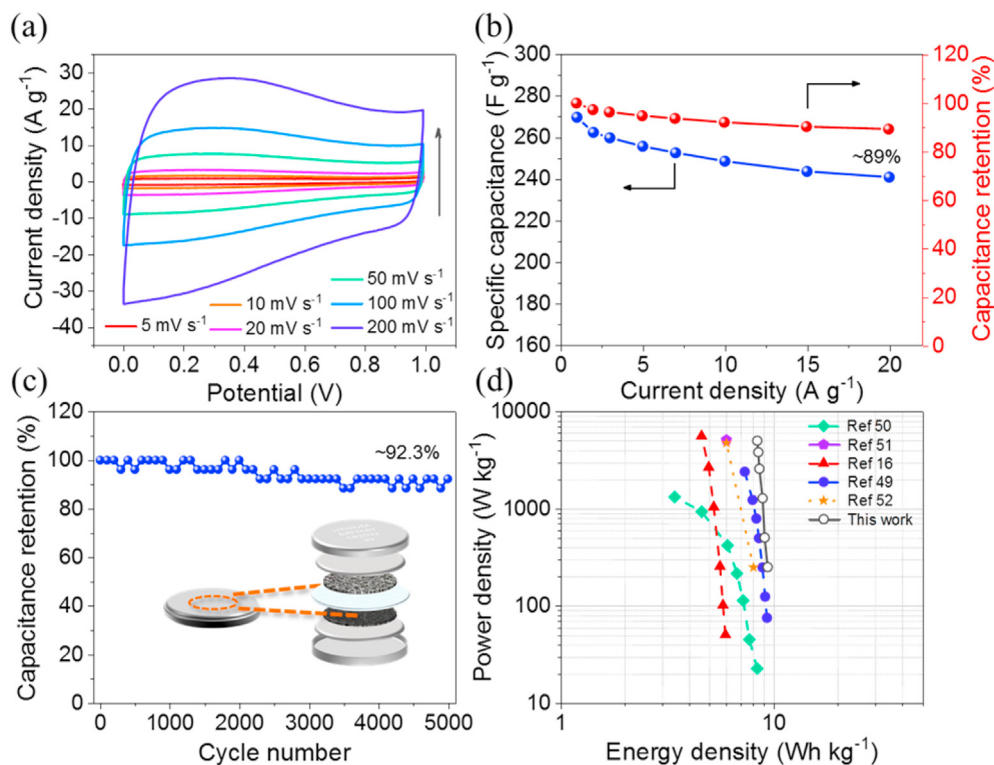 (a)
Current density (A g⁻¹)
30
20
10
0
-10
-20
-30
-40
50 mV s⁻¹
10 mV s⁻¹
100 mV s⁻¹
5 mV s⁻¹
20 mV s⁻¹
200 mV s⁻¹
0.0
0.2
0.4
0.6
0.8
1.0
Potential (V)
(b)
Specific capacitance (F g⁻¹)
300
280
260
240
220
200
180
160
~89%
120
100
80
60
40
20
0
Capacitance retention (%)
0
5
10
15
20
Current density (A g⁻¹)
(c)
Capacitance retention (%)
120
100
80
60
40
20
0
~92.3%
0
1000
2000
3000
4000
5000
Cycle number
(d)
Power density (W kg⁻¹)
10000
1000
100
10
Ref 50
Ref 51
Ref 16
Ref 49
Ref 52
This work
1
10
Energy density (Wh kg⁻¹)